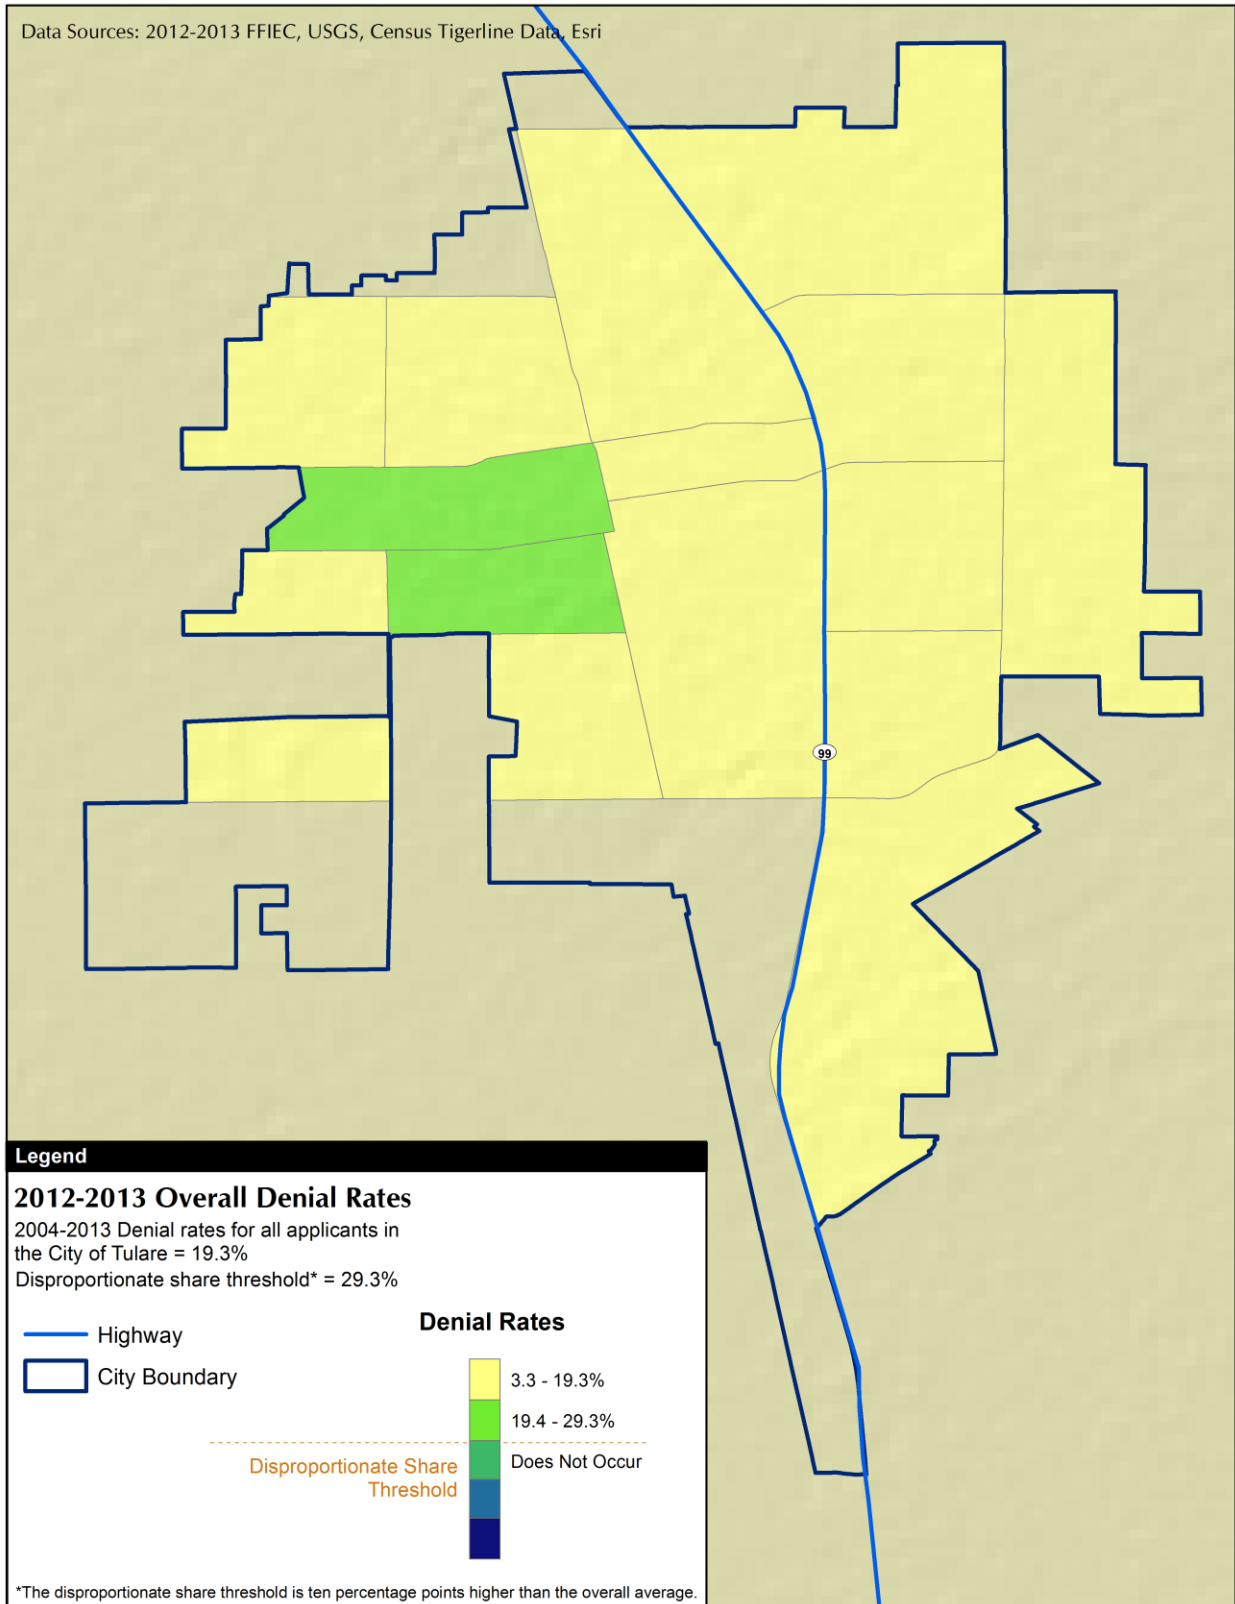 Data Sources: 2012-2013 FFIEC, USGS, Census Tigerline Data, Esri
99
Legend
2012-2013 Overall Denial Rates
2004-2013 Denial rates for all applicants in
the City of Tulare = 19.3%
Disproportionate share threshold* = 29.3%
Highway
City Boundary
Denial Rates
3.3 - 19.3%
19.4 - 29.3%
Does Not Occur
Disproportionate Share
Threshold
*The disproportionate share threshold is ten percentage points higher than the overall average.